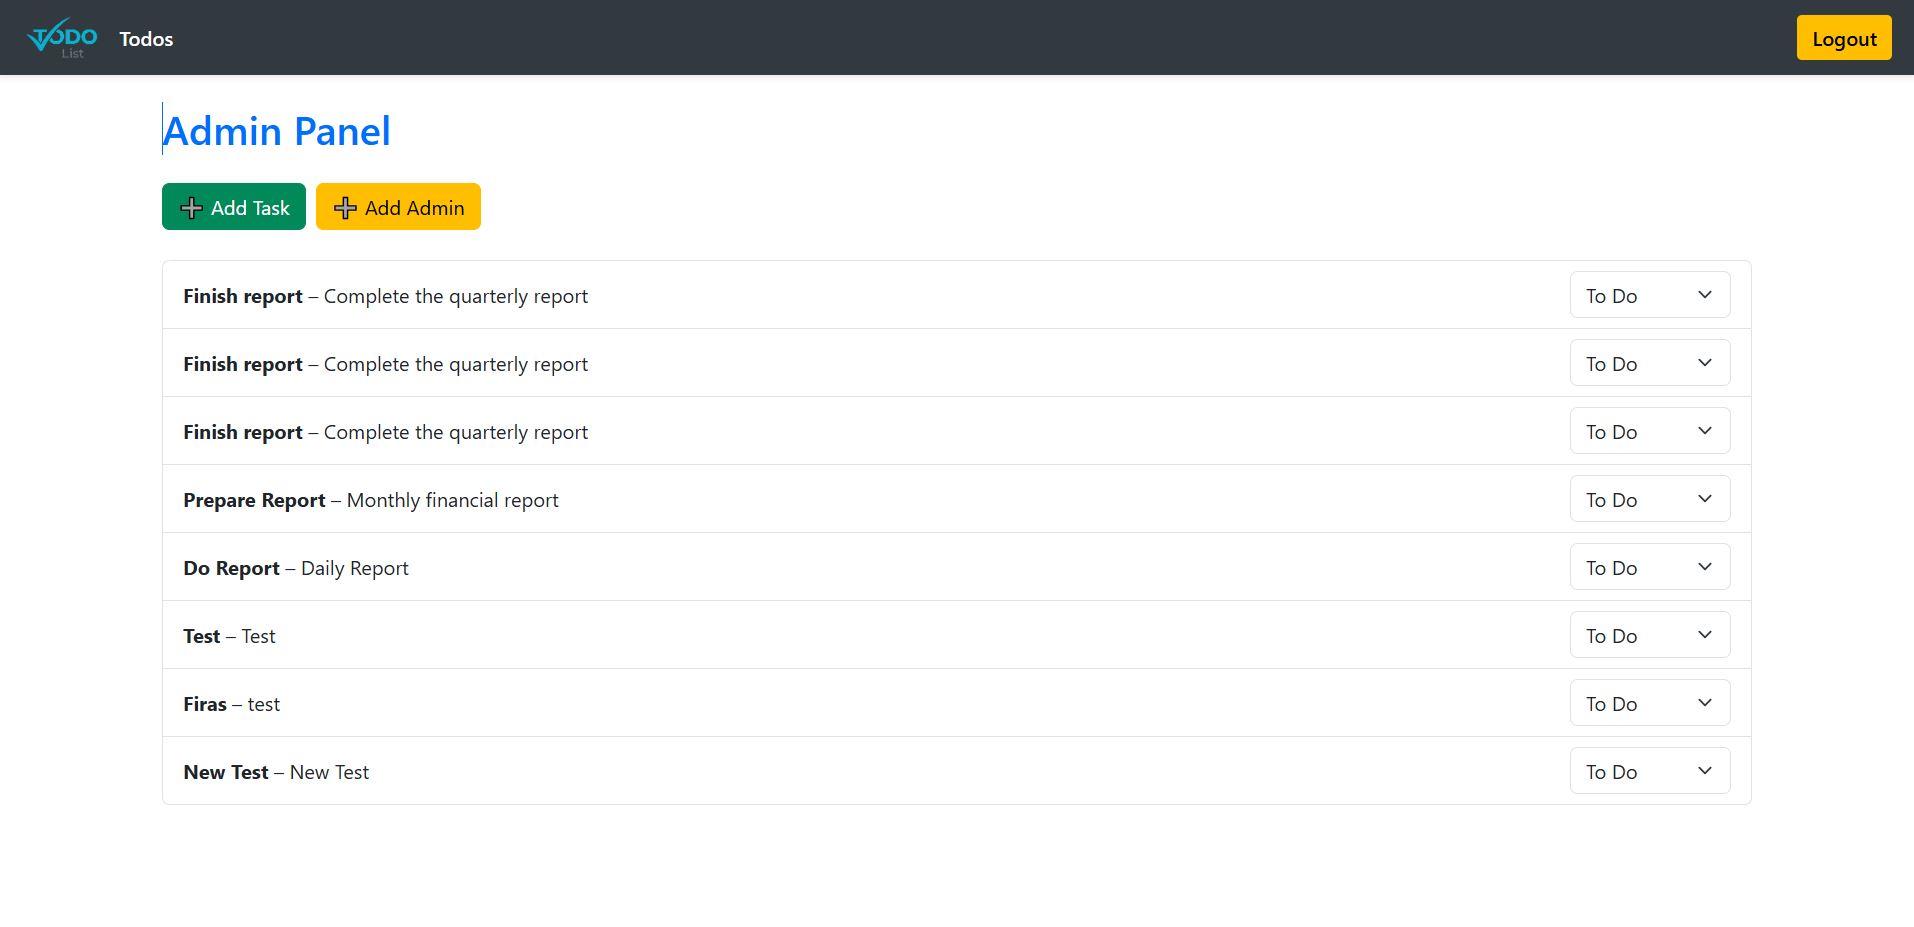 TODO
List
Todos
Logout
Admin Panel
Add Task
Add Admin
Finish report – Complete the quarterly report
To Do
Finish report – Complete the quarterly report
To Do
Finish report – Complete the quarterly report
To Do
Prepare Report – Monthly financial report
To Do
Do Report – Daily Report
To Do
Test – Test
To Do
Firas – test
To Do
New Test – New Test
To Do